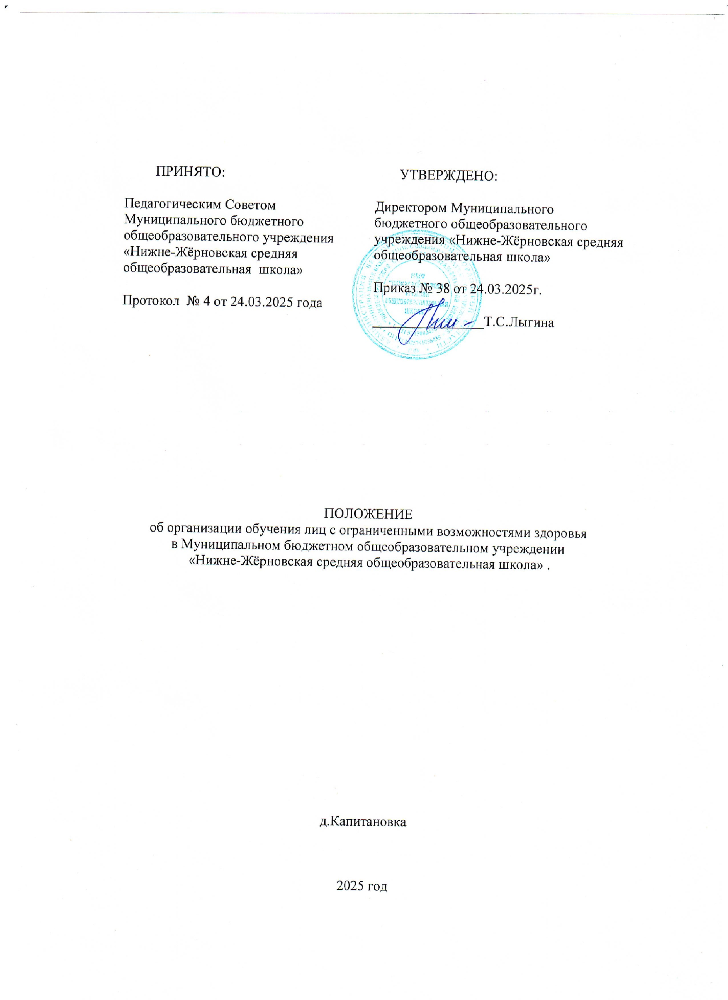 ПРИНЯТО:
Педагогическим Советом
Муниципального бюджетного
общеобразовательного учреждения
«Нижне-Жёрновская средняя
общеобразовательная  школа»
Протокол  № 4 от 24.03.2025 года
УТВЕРЖДЕНО:
Директором Муниципального
бюджетного общеобразовательного
учреждения «Нижне-Жёрновская средняя
общеобразовательная школа»
Приказ № 38 от 24.03.2025г.
Т.С.Лыгина
ОБЩЕОБРАЗОВАТЕЛЬНАЯ
ШКОЛА
ПОЛОЖЕНИЕ
об организации обучения лиц с ограниченными возможностями здоровья
в Муниципальном бюджетном общеобразовательном учреждении
«Нижне-Жёрновская средняя общеобразовательная школа» .
д.Капитановка
2025 год